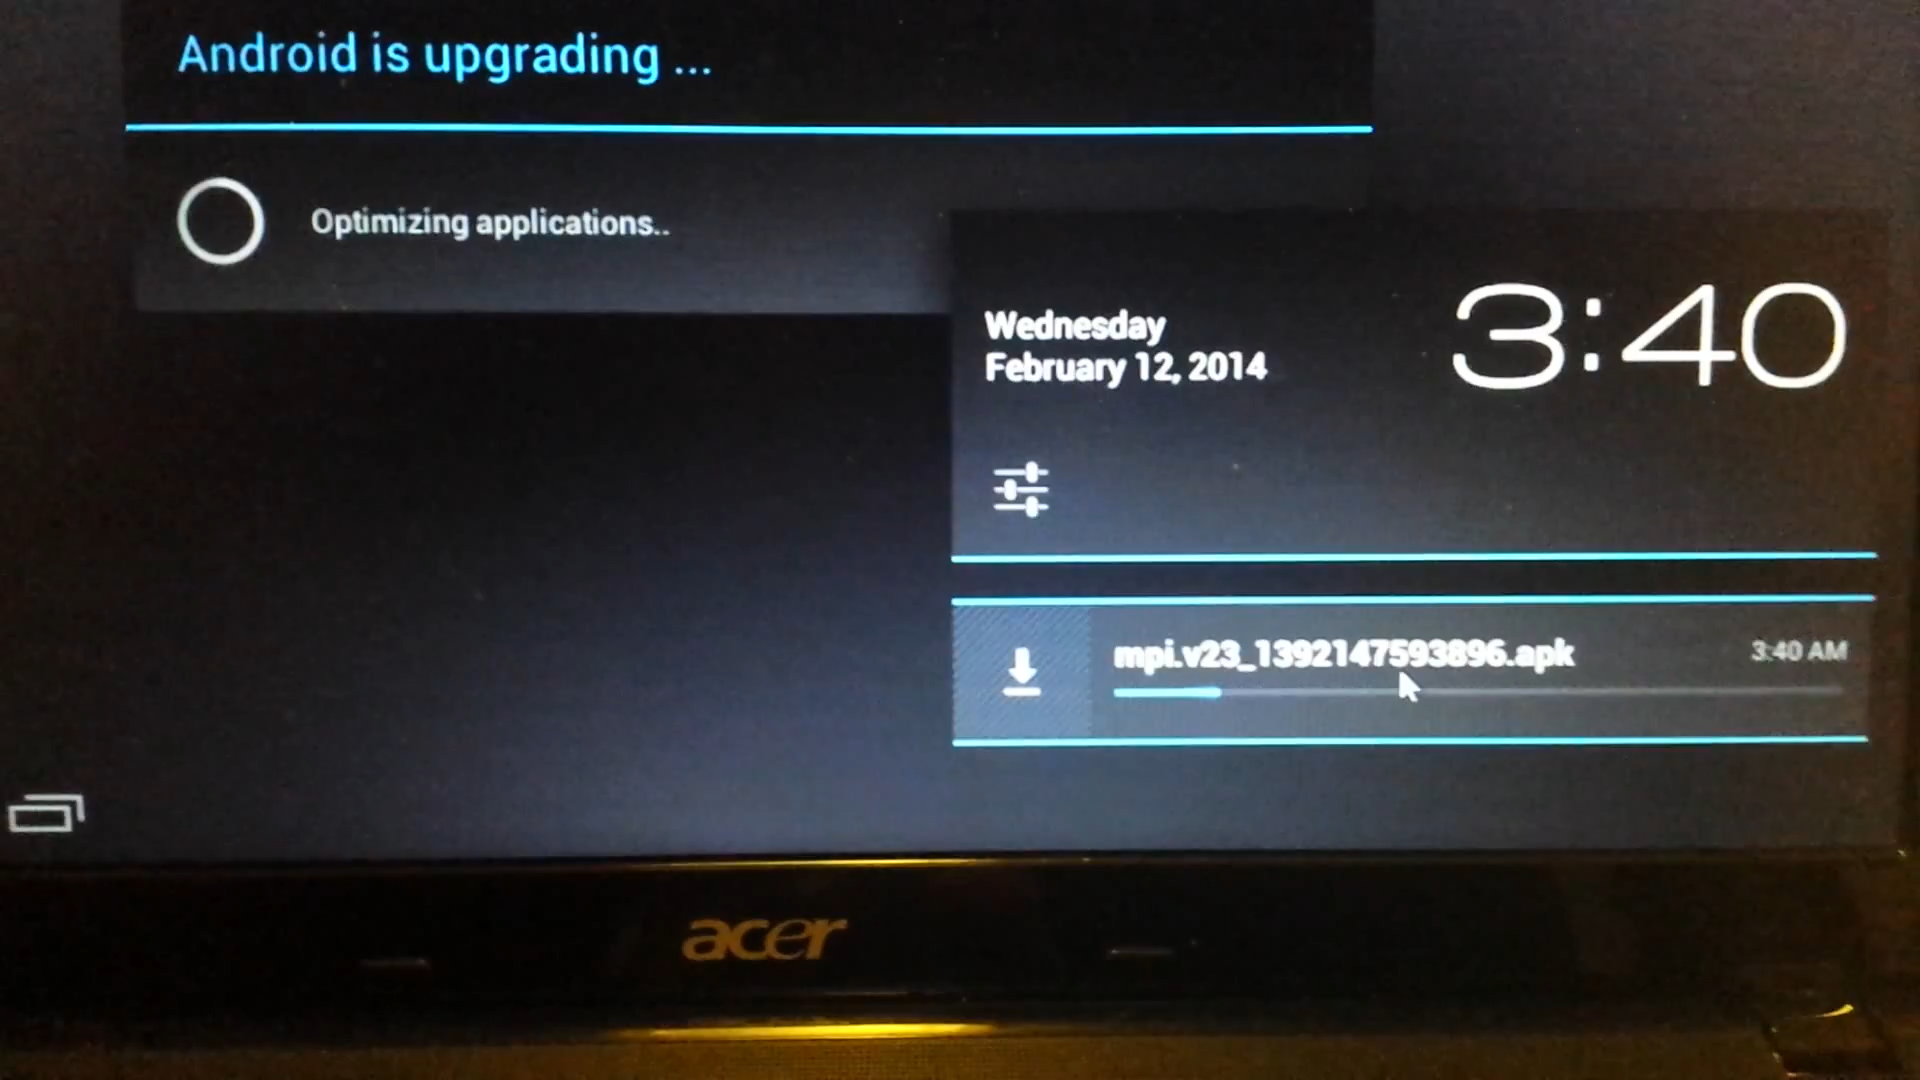 Android is upgrading ...
Optimizing applications..
Wednesday
February 12, 2014
3:40
mpi.v23_1392147593896.apk
3:40 AM
acer